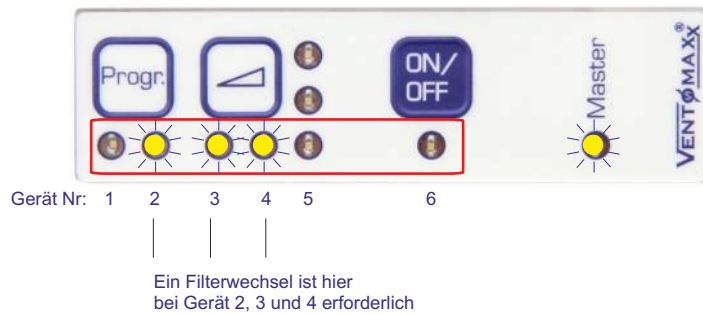 Progr.
ON/
OFF
Master
VENTOMAXX®
Gerät Nr: 1 2 3 4 5 6
Ein Filterwechsel ist hier
bei Gerät 2, 3 und 4 erforderlich